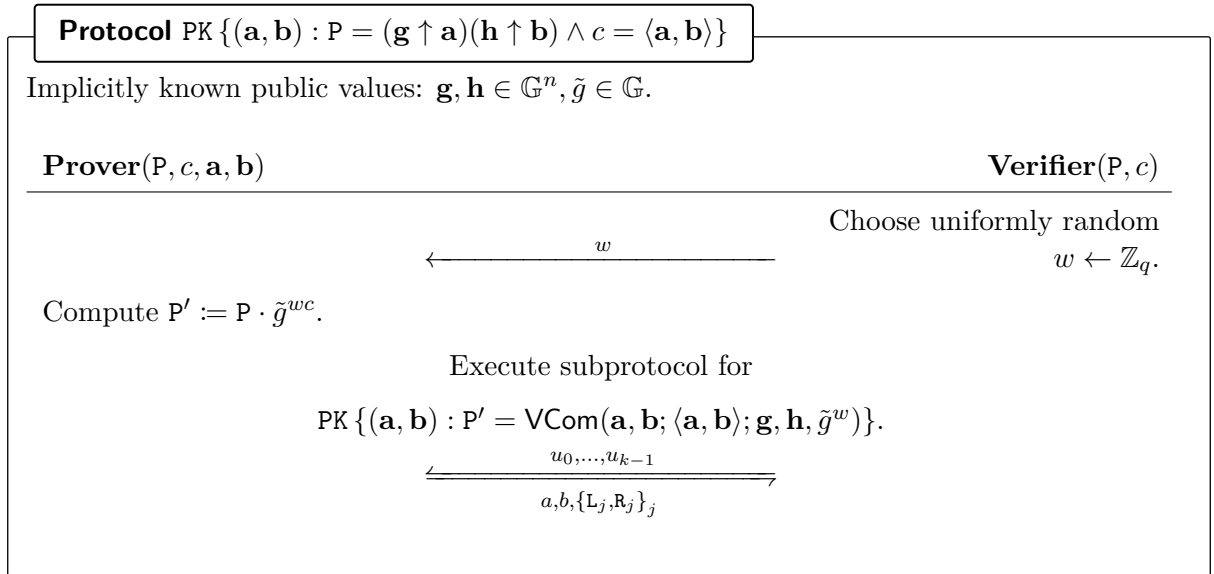 Protocol PK {(a, b) : P = (g ↑ a)(h ↑ b) ∧ c = ⟨a, b⟩}
Implicitly known public values: g, h ∈ 𝔾ⁿ, g̃ ∈ 𝔾.
Prover(P, c, a, b) Verifier(P, c)
Choose uniformly random
w
w ← ℤ_q.
Compute P′ := P · g̃^{wc}.
Execute subprotocol for
PK {(a, b) : P′ = VCom(a, b; ⟨a, b⟩; g, h, g̃^w)}.
u_0,...,u_{k−1}
a,b,{L_j,R_j}_j